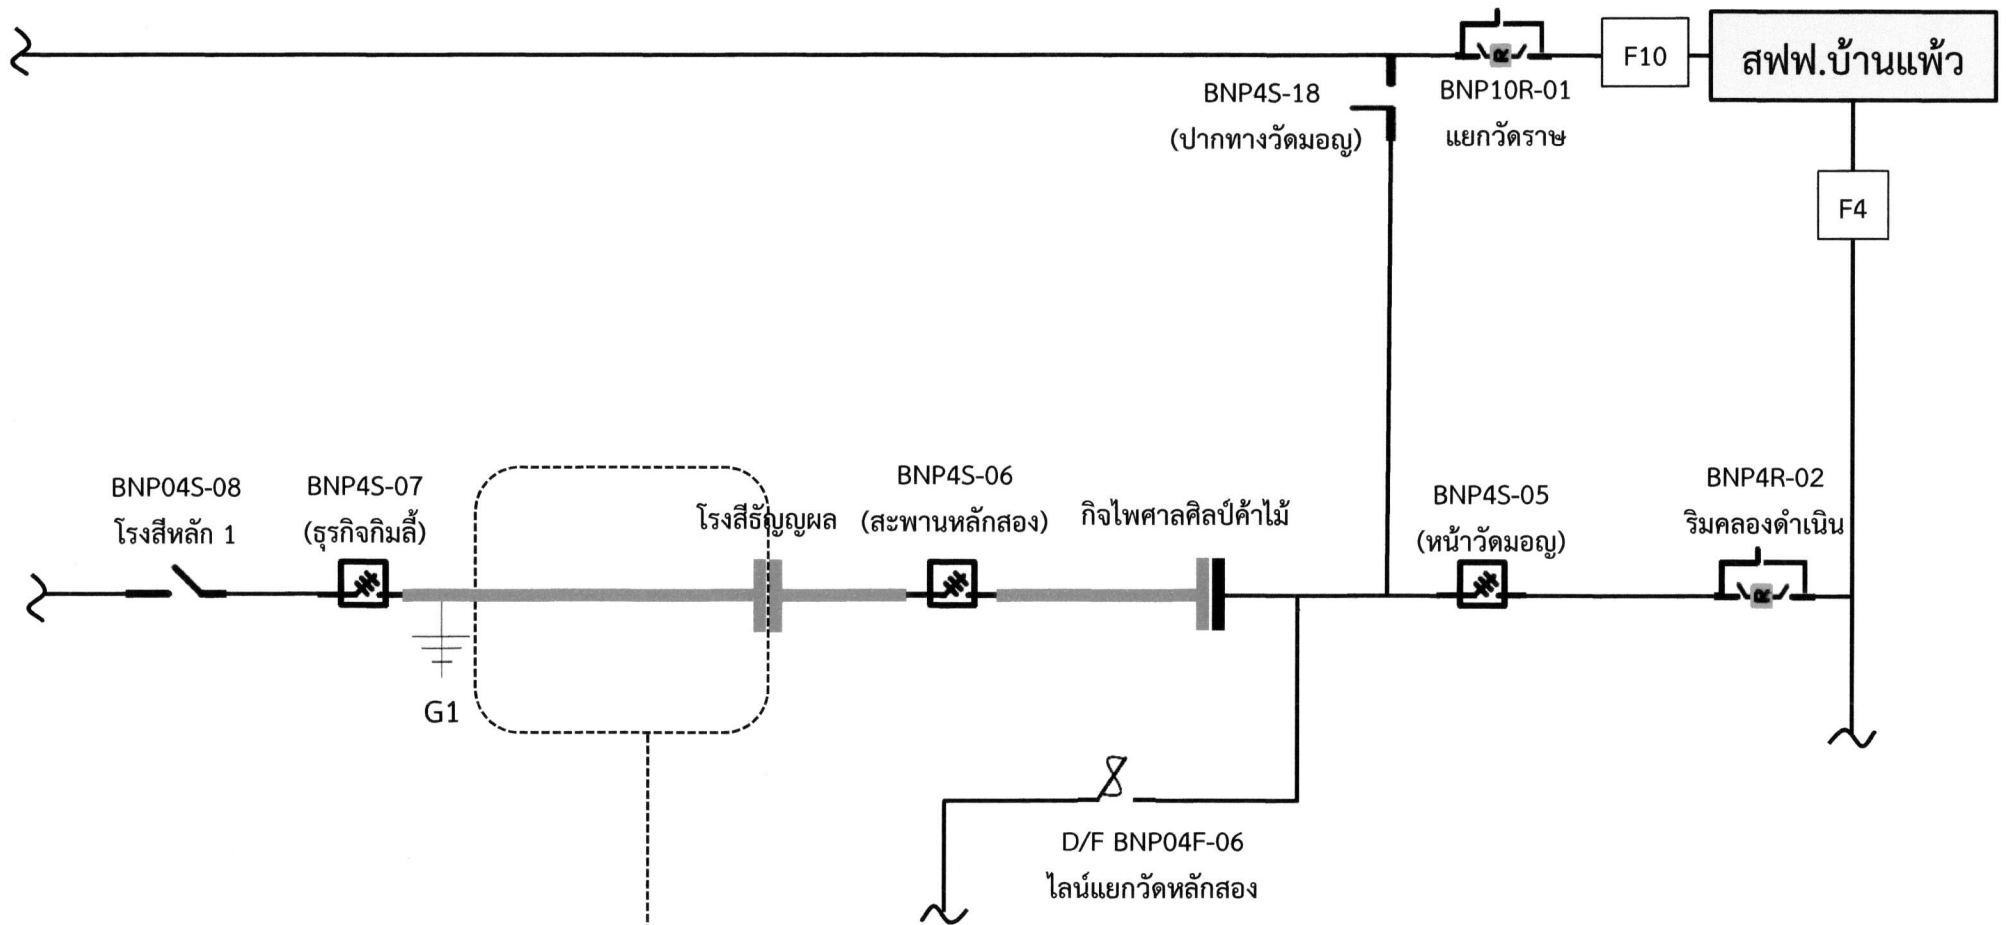 F10
สฟฟ.บ้านแพ้ว
BNP4S-18
(ปากทางวัดมอญ)
BNP10R-01
แยกวัดราษ
F4
BNP04S-08
โรงสีหลัก 1
BNP4S-07
(ธุรกิจกิมลี้)
โรงสีธัญญผล
BNP4S-06
(สะพานหลักสอง)
กิจไพศาลศิลป์ค้าไม้
BNP4S-05
(หน้าวัดมอญ)
BNP4R-02
ริมคลองดำเนิน
R
R
G1
D/F BNP04F-06
ไลน์แยกวัดหลักสอง